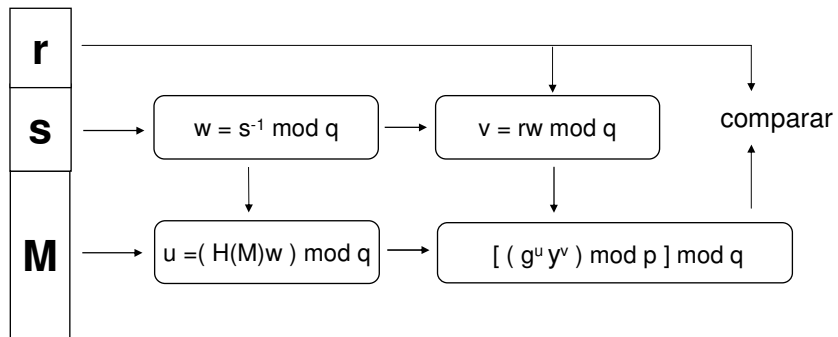 r
s
w = s⁻¹ mod q
v = rw mod q
comparar
M
u =( H(M)w ) mod q
[ ( gᵘ yᵛ ) mod p ] mod q